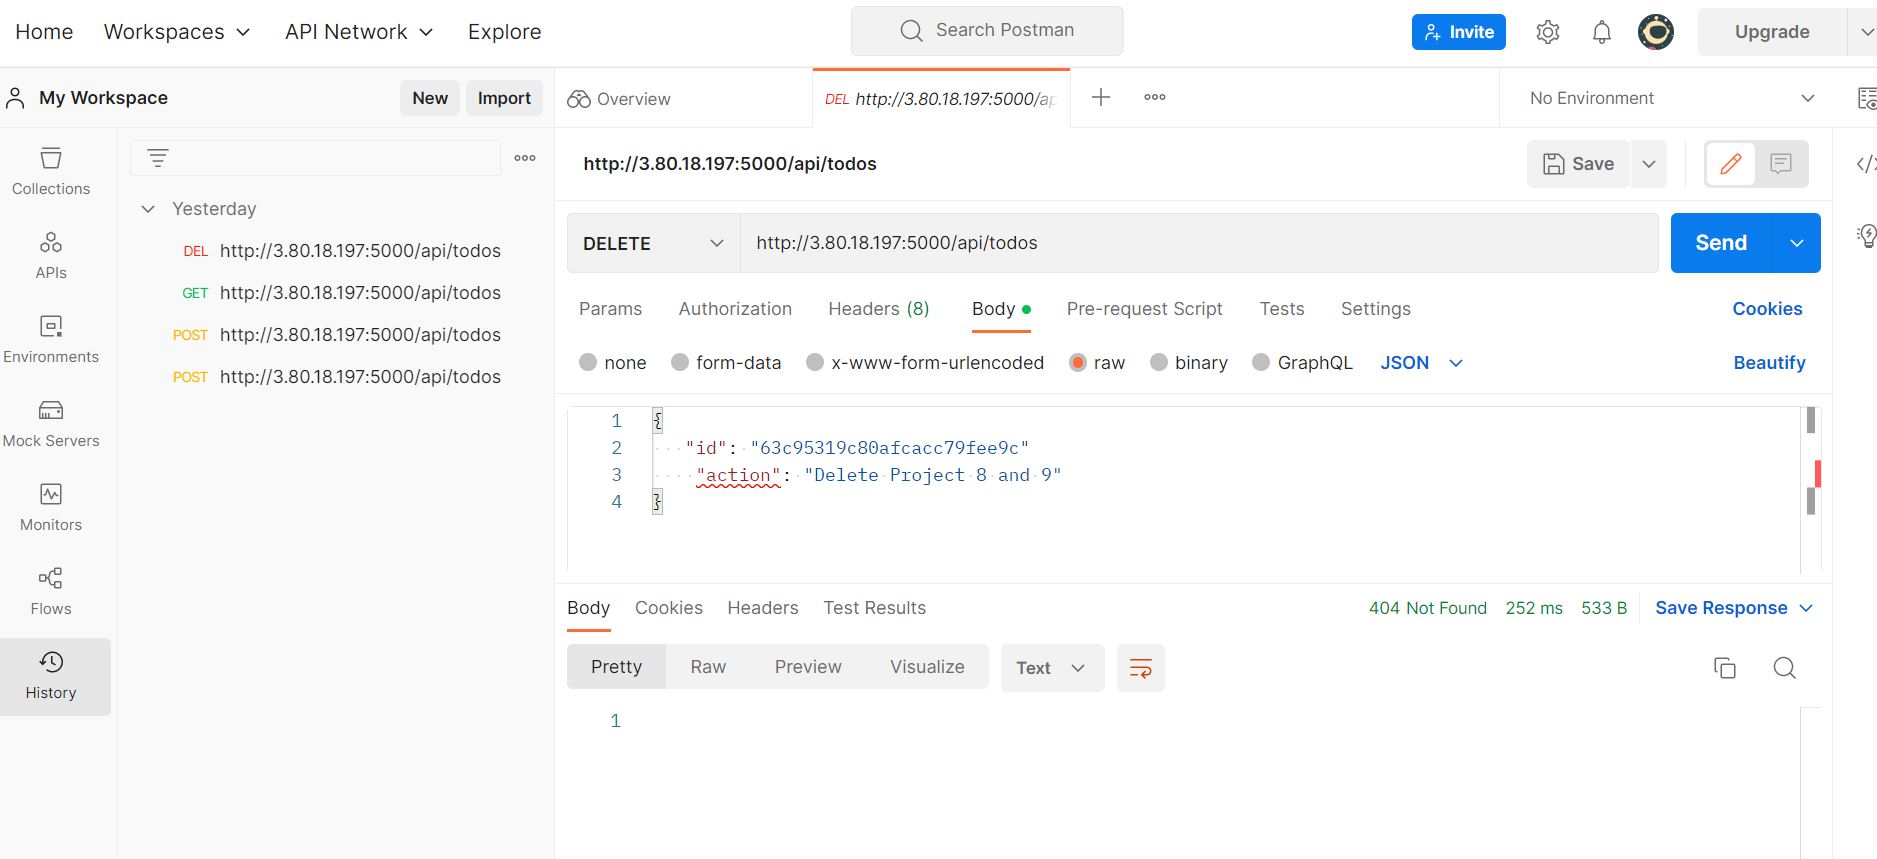 Home Workspaces API Network Explore Search Postman Invite Upgrade
My Workspace New Import Overview DEL http://3.80.18.197:5000/ap No Environment
http://3.80.18.197:5000/api/todos Save
Collections
APIs
Environments
Mock Servers
Monitors
Flows
History
Yesterday
DEL http://3.80.18.197:5000/api/todos
GET http://3.80.18.197:5000/api/todos
POST http://3.80.18.197:5000/api/todos
POST http://3.80.18.197:5000/api/todos
DELETE http://3.80.18.197:5000/api/todos Send
Params Authorization Headers (8) Body Pre-request Script Tests Settings Cookies
none form-data x-www-form-urlencoded raw binary GraphQL JSON Beautify
1 {
2 "id": "63c95319c80afcacc79fee9c"
3 "action": "Delete Project 8 and 9"
4 }
Body Cookies Headers Test Results 404 Not Found 252 ms 533 B Save Response
Pretty Raw Preview Visualize Text
1